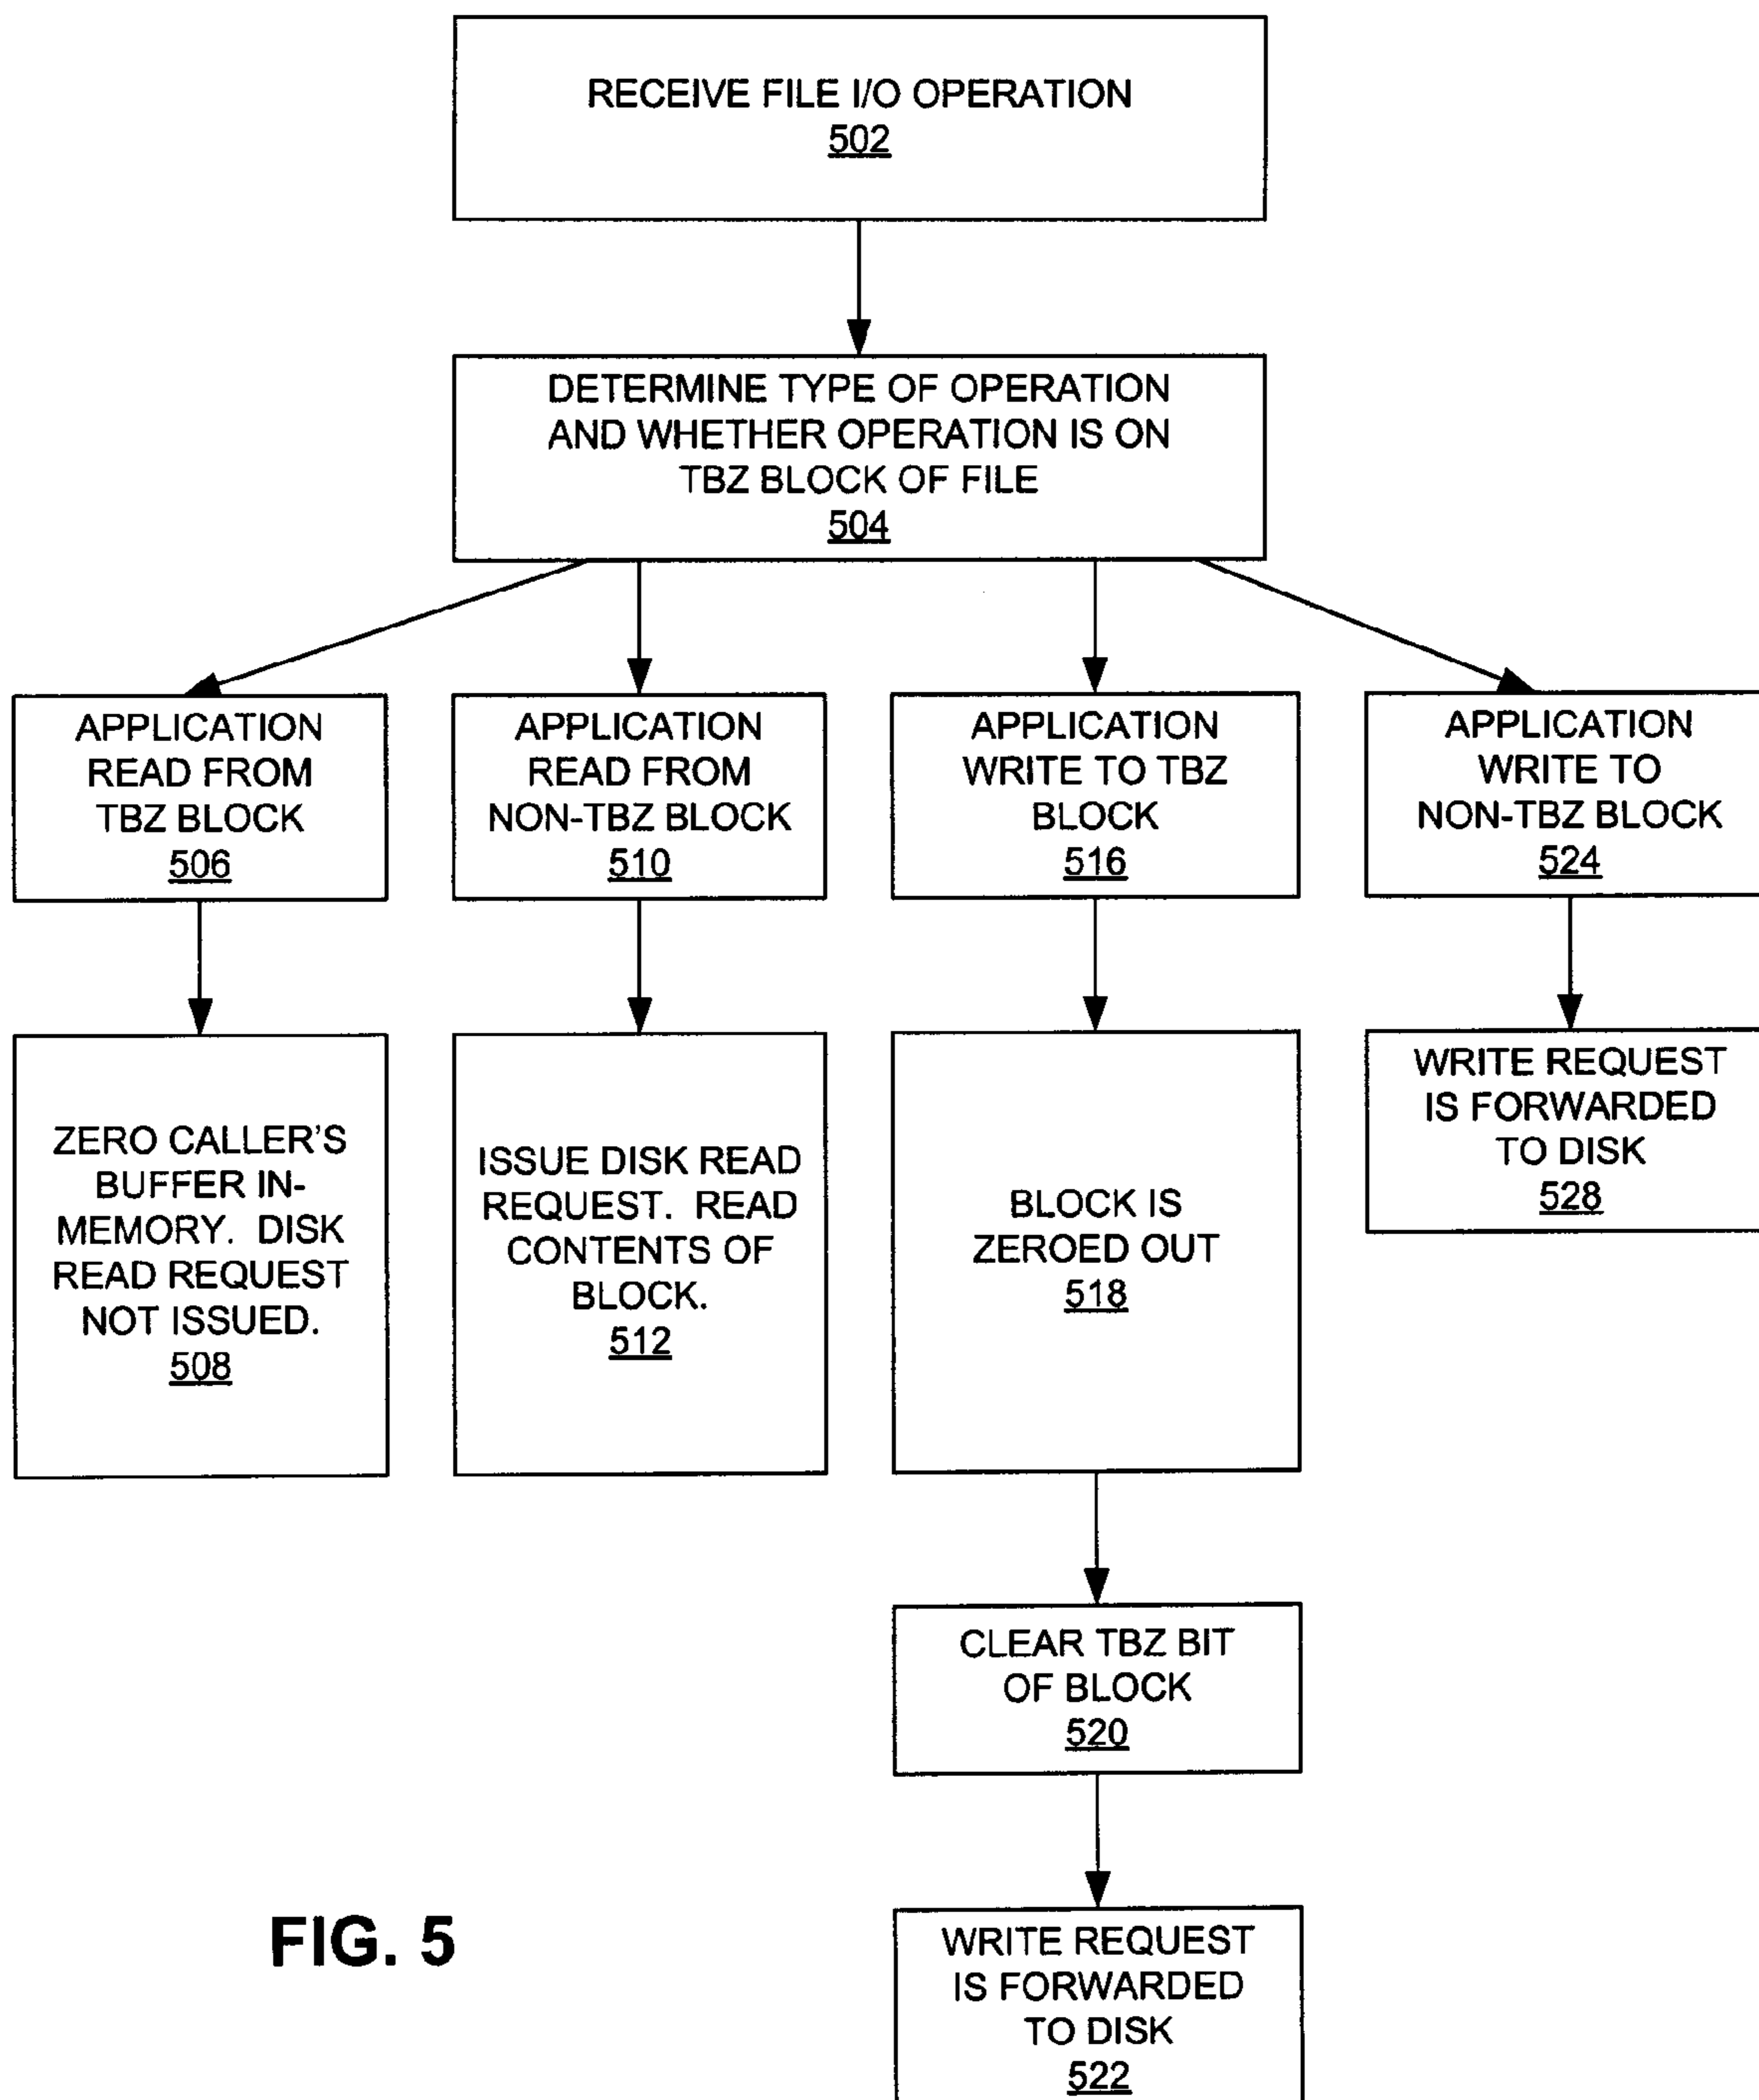 RECEIVE FILE I/O OPERATION
502
DETERMINE TYPE OF OPERATION
AND WHETHER OPERATION IS ON
TBZ BLOCK OF FILE
504
APPLICATION
READ FROM
TBZ BLOCK
506
APPLICATION
READ FROM
NON-TBZ BLOCK
510
APPLICATION
WRITE TO TBZ
BLOCK
516
APPLICATION
WRITE TO
NON-TBZ BLOCK
524
ZERO CALLER'S
BUFFER IN-
MEMORY. DISK
READ REQUEST
NOT ISSUED.
508
ISSUE DISK READ
REQUEST. READ
CONTENTS OF
BLOCK.
512
BLOCK IS
ZEROED OUT
518
WRITE REQUEST
IS FORWARDED
TO DISK
528
CLEAR TBZ BIT
OF BLOCK
520
WRITE REQUEST
IS FORWARDED
TO DISK
522
FIG. 5